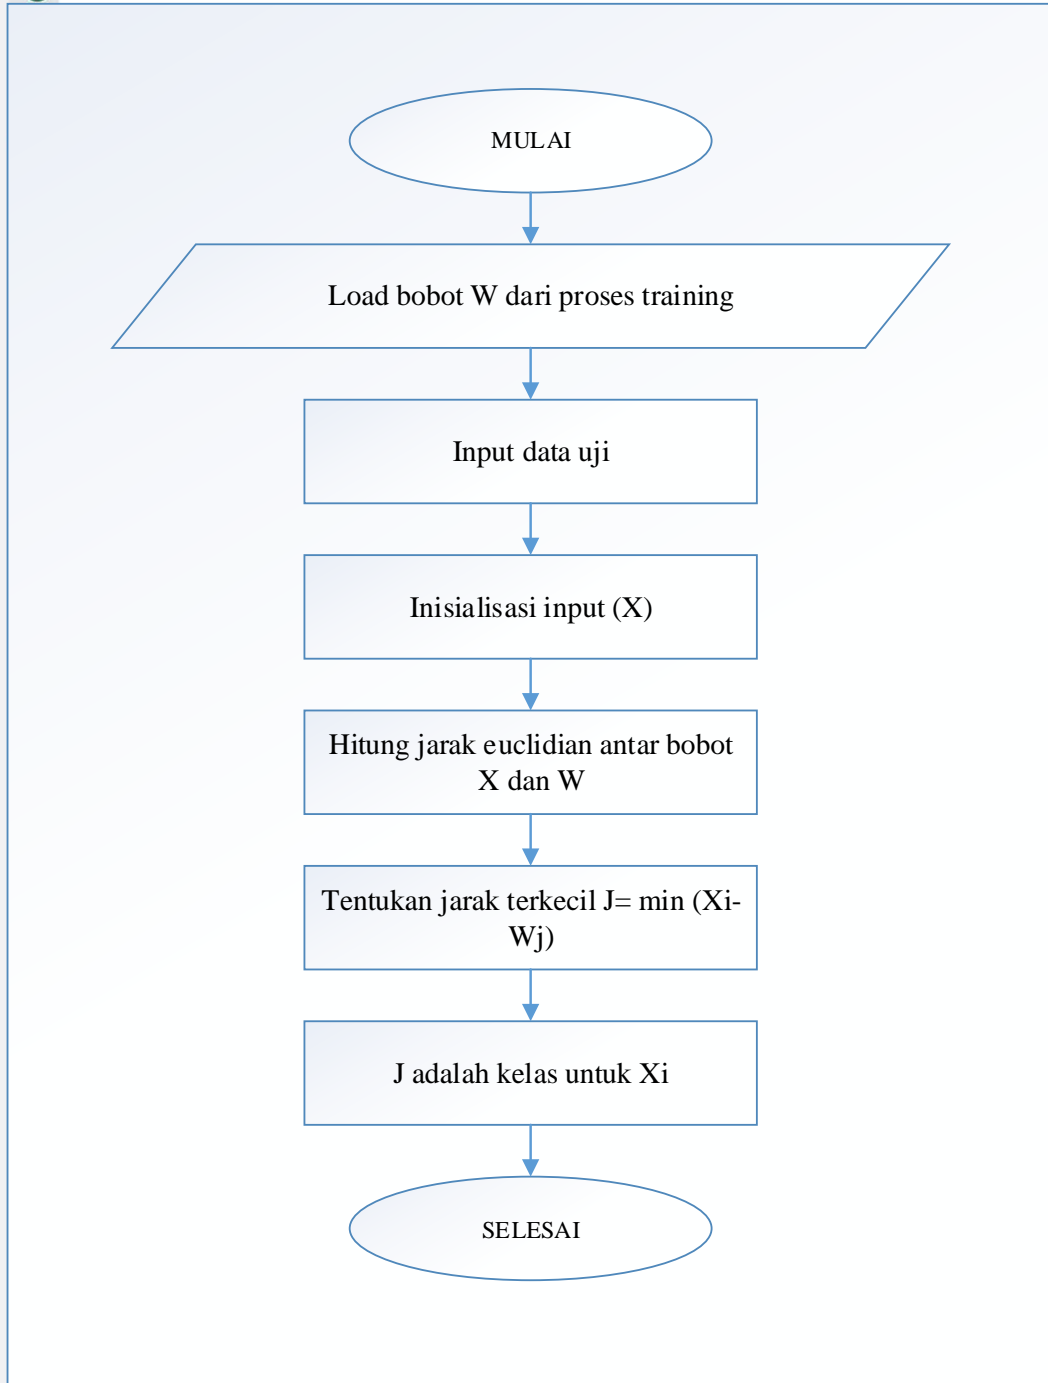 MULAI
Load bobot W dari proses training
Input data uji
Inisialisasi input (X)
Hitung jarak euclidian antar bobot
X dan W
Tentukan jarak terkecil J= min (Xi-
Wj)
J adalah kelas untuk Xi
SELESAI